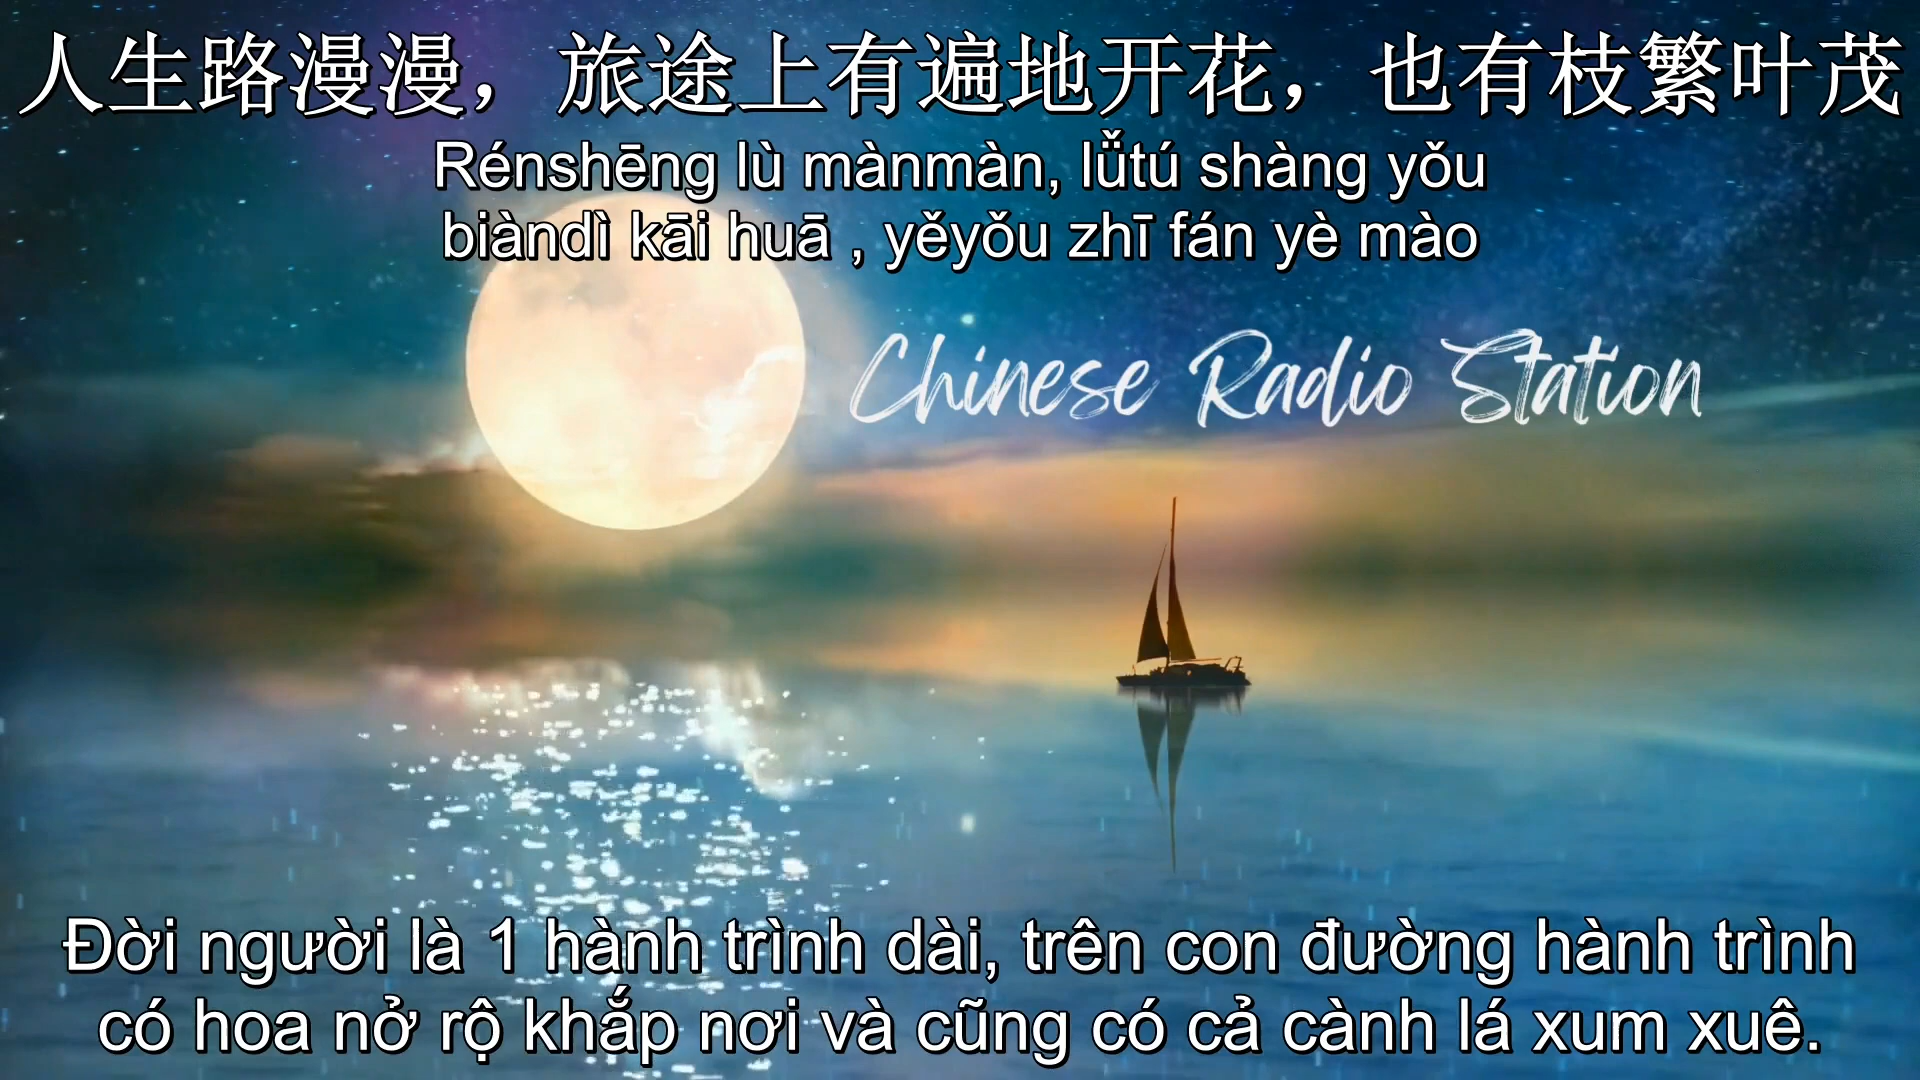 人生路漫漫，旅途上有遍地开花，也有枝繁叶茂
Rénshēng lù mànmàn, lǚtú shàng yǒu
biàndì kāi huā , yěyǒu zhī fán yè mào
Chinese Radio Station
Đời người là 1 hành trình dài, trên con đường hành trình
có hoa nở rộ khắp nơi và cũng có cả cành lá xum xuê.